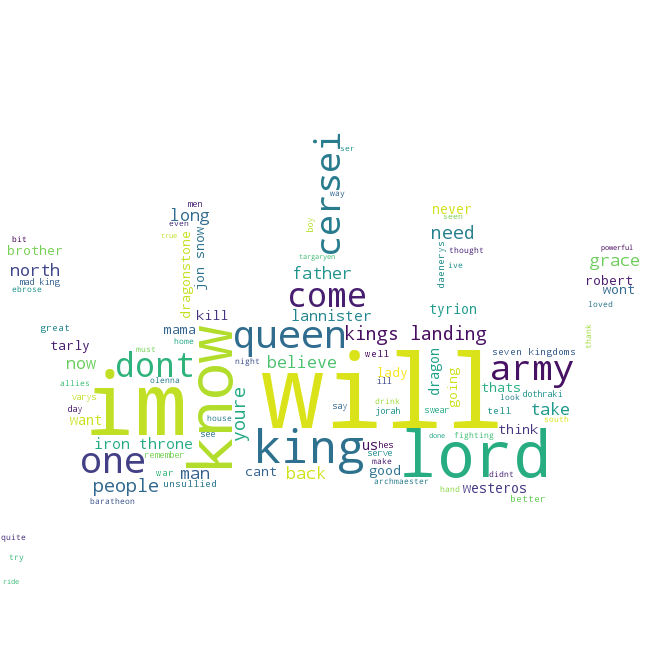 cersei
ser
way
men
long
even
true
boy
never
seen
need
thought
ive
bit
brother
north
mad king
ebrose
dragonstone
jon snow
targaryen
father
daenerys
powerful
grace
robert
wont
loved
come
lannister
tyrion
kill
mama
home
great
tarly
must
now
allies
olenna
dont
know
queen
kings landing
night
believe
well
lady
ill
dragon
going
seven kingdoms
army
dothraki
thats
look
thank
varys
day
want
im
house
youre
will
say
drink
jorah
swear
tell
take
south
iron throne
remember
see
king
us
hes
serve
make
done
fighting
think
lord
one
war
man
cant
back
good
archmaester
didnt
people
unsullied
baratheon
hand
westeros
better
quite
try
ride